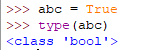 >>> abc = True
>>> type(abc)
<class 'bool'>